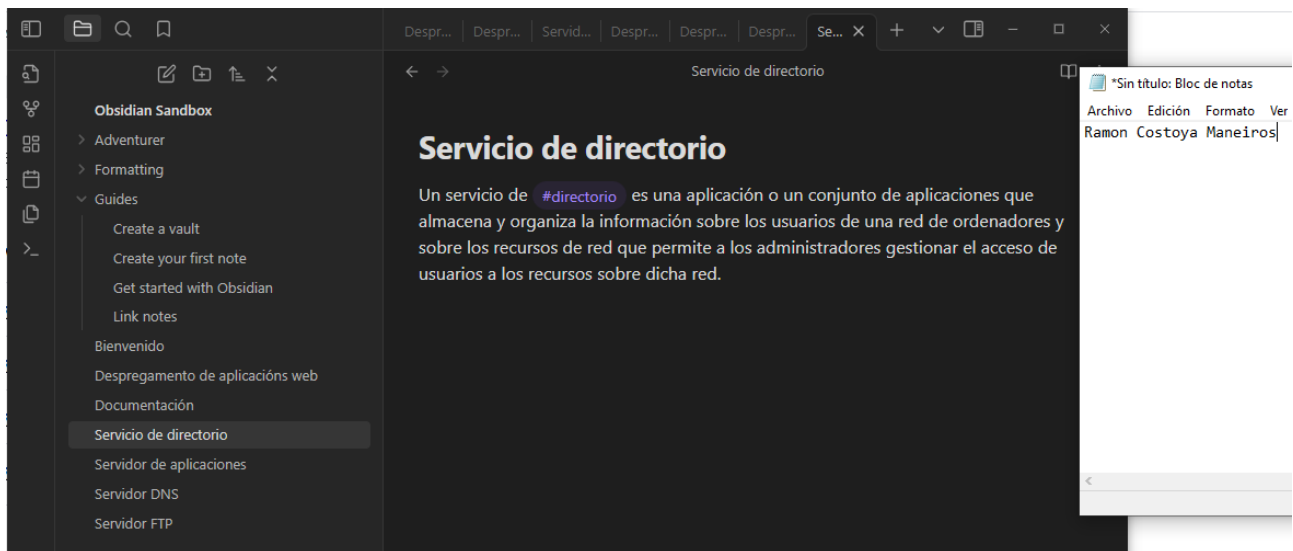 Despr...
Despr...
Servid...
Despr...
Despr...
Despr...
Se...
Servicio de directorio
Obsidian Sandbox
Adventurer
Formatting
Guides
Create a vault
Create your first note
Get started with Obsidian
Link notes
Bienvenido
Despregamento de aplicacións web
Documentación
Servicio de directorio
Servidor de aplicaciones
Servidor DNS
Servidor FTP
Servicio de directorio
Un servicio de #directorio es una aplicación o un conjunto de aplicaciones que
almacena y organiza la información sobre los usuarios de una red de ordenadores y
sobre los recursos de red que permite a los administradores gestionar el acceso de
usuarios a los recursos sobre dicha red.
*Sin título: Bloc de notas
Archivo Edición Formato Ver
Ramon Costoya Maneiros